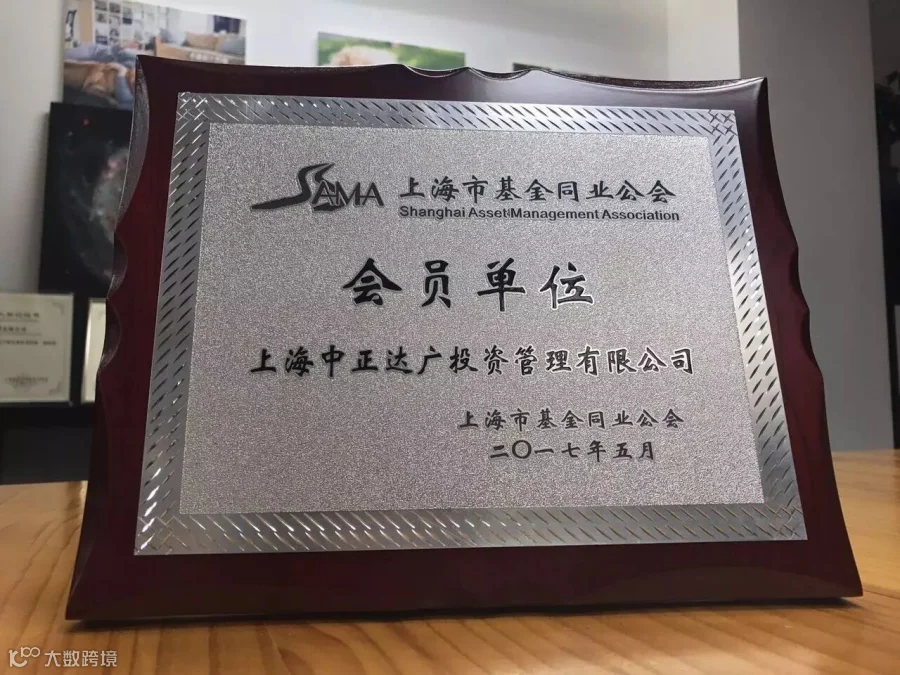 SAMA 上海市基金同业公会
Shanghai Asset Management Association
会员单位
上海中正达广投资管理有限公司
上海市基金同业公会
二〇一七年五月
大数跨境